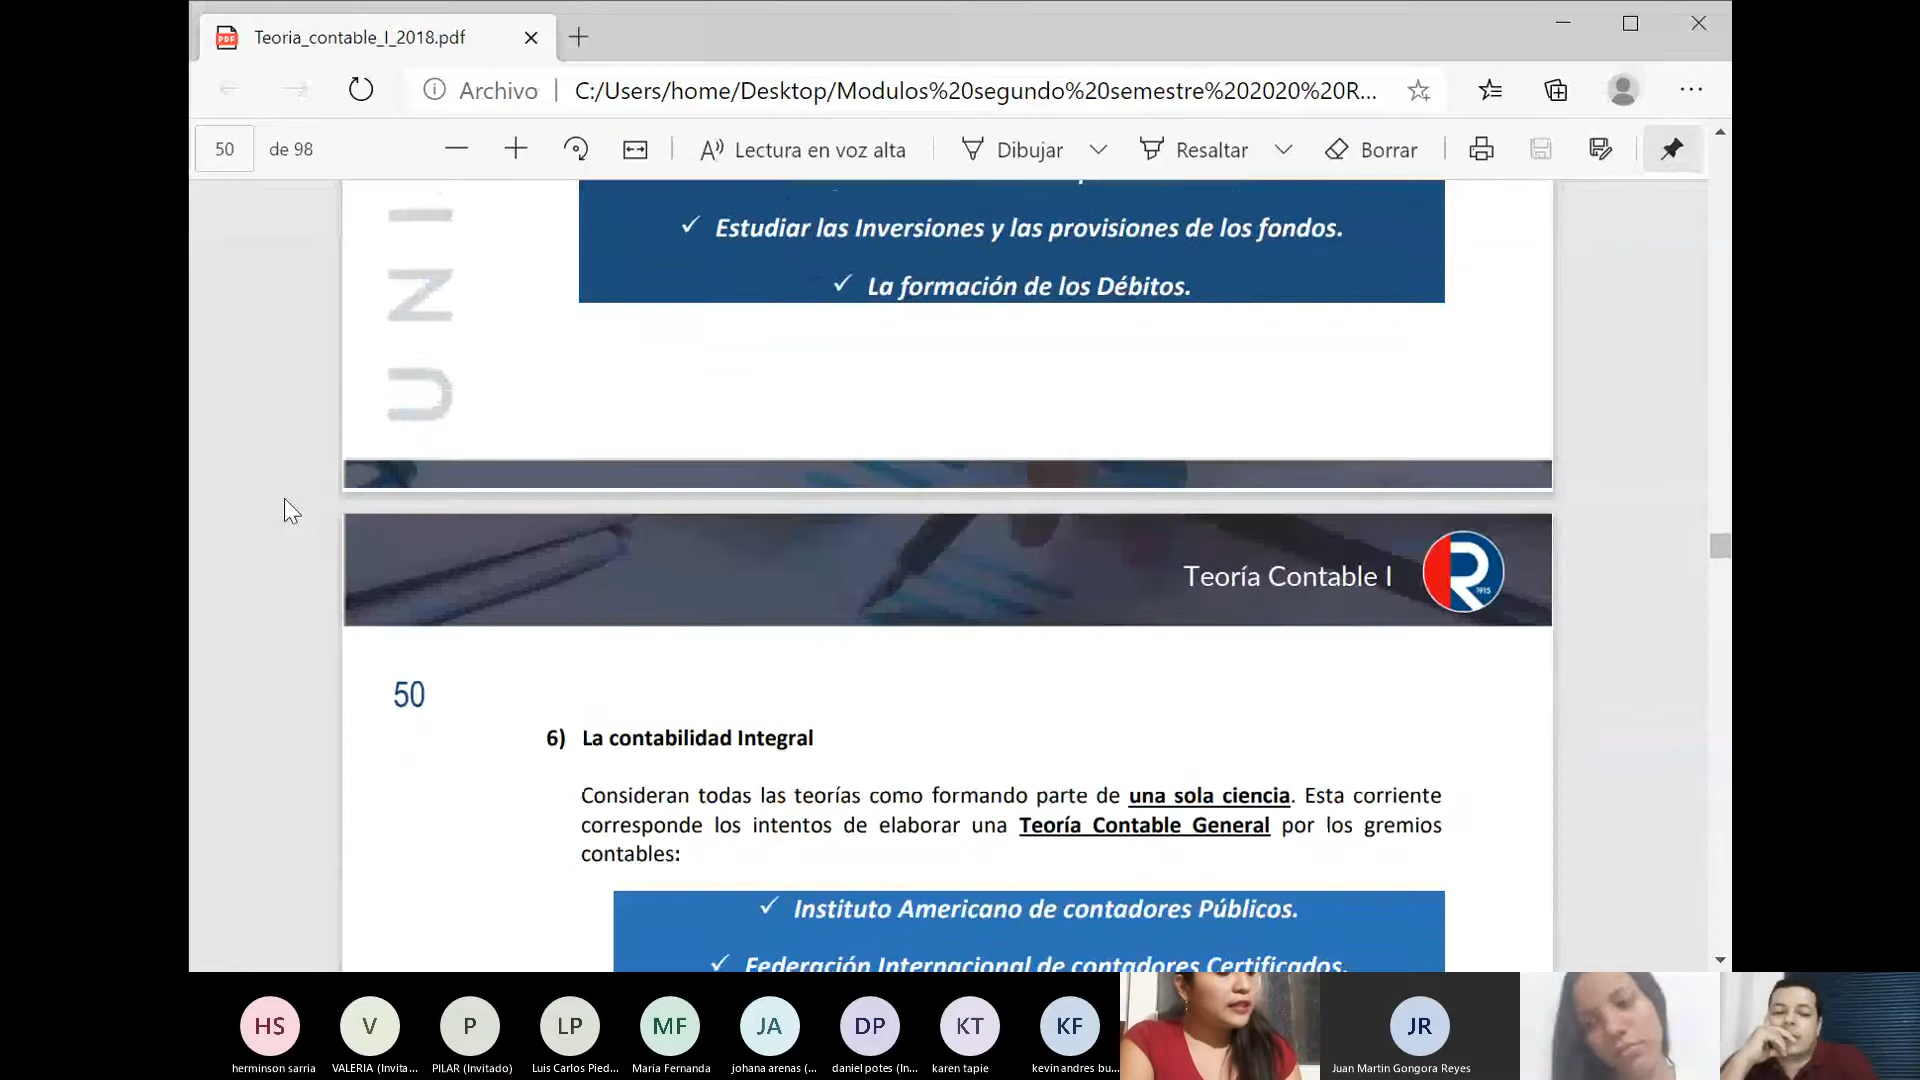 Teoria_contable_I_2018.pdf
Archivo
C:/Users/home/Desktop/Modulos%20segundo%20semestre%202020%20R...
50 de 98
Lectura en voz alta
Dibujar
Resaltar
Borrar
✓ Estudiar las Inversiones y las provisiones de los fondos.
✓ La formación de los Débitos.
U N I
Teoría Contable I
R 1915
50
6) La contabilidad Integral
Consideran todas las teorías como formando parte de una sola ciencia. Esta corriente
corresponde los intentos de elaborar una Teoría Contable General por los gremios
contables:
✓ Instituto Americano de contadores Públicos.
✓ Federación Internacional de contadores Certificados.
HS
V
P
LP
MF
JA
DP
KT
KF
JR
herminson sarria
VALERIA (Invita...
PILAR (Invitado)
Luis Carlos Pied...
Maria Fernanda
johana arenas (...
daniel potes (In...
karen tapie
kevin andres bu...
Juan Martin Gongora Reyes